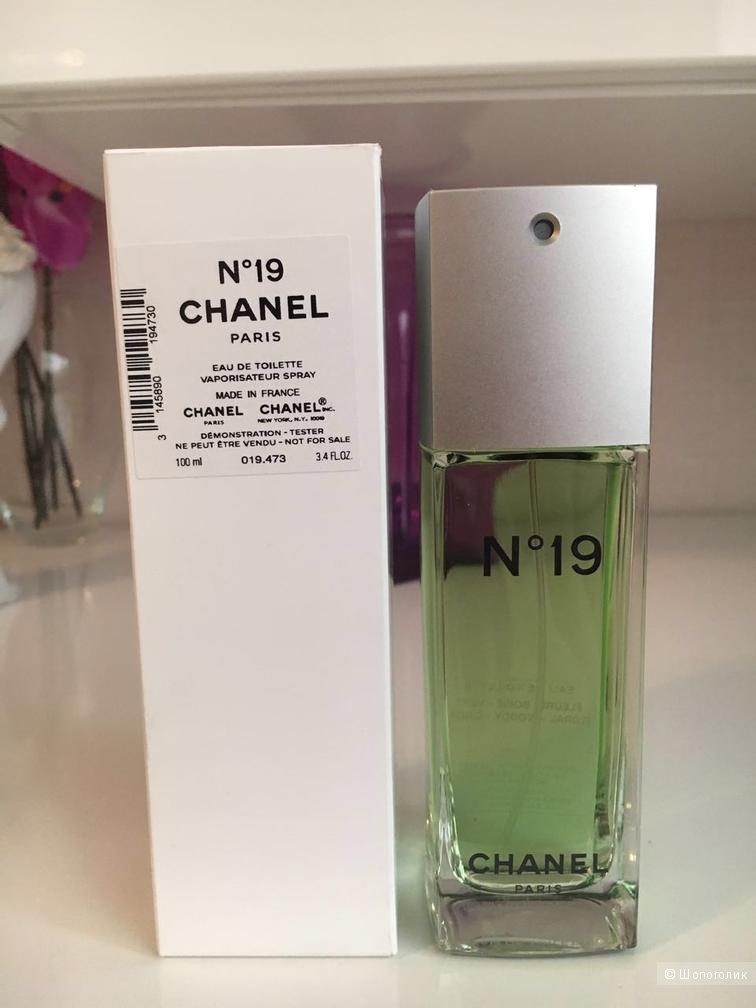 N°19
CHANEL
PARIS
EAU DE TOILETTE
VAPORISATEUR SPRAY
MADE IN FRANCE
CHANEL CHANEL® INC.
PARIS NEW YORK, N.Y. 10019
DÉMONSTRATION - TESTER
NE PEUT ÊTRE VENDU - NOT FOR SALE
100 ml 019.473 3.4 FL.OZ.
3 145890 194730
N°19
CHANEL
PARIS
© Шопоголик